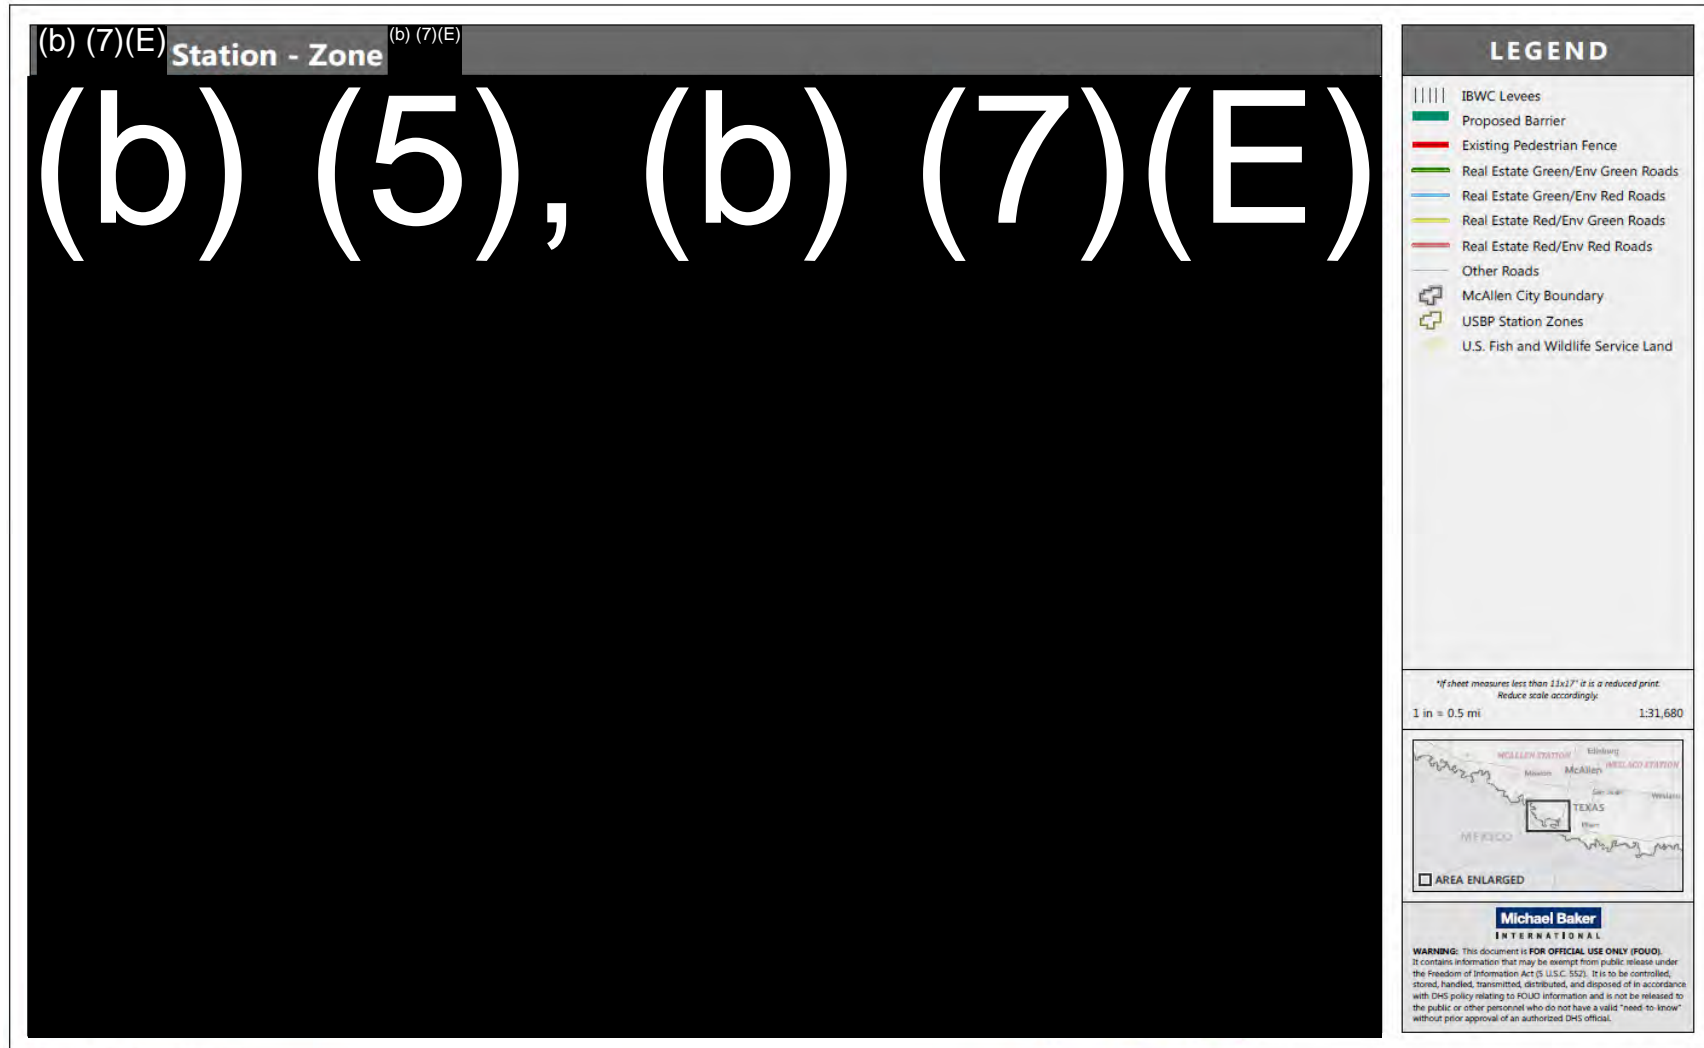 (b) (7)(E) Station - Zone (b) (7)(E)
(b) (5), (b) (7)(E)
LEGEND
IBWC Levees
Proposed Barrier
Existing Pedestrian Fence
Real Estate Green/Env Green Roads
Real Estate Green/Env Red Roads
Real Estate Red/Env Green Roads
Real Estate Red/Env Red Roads
Other Roads
McAllen City Boundary
USBP Station Zones
U.S. Fish and Wildlife Service Land
*If sheet measures less than 11x17" it is a reduced print.
Reduce scale accordingly.
1 in = 0.5 mi 1:31,680
MCALLEN STATION Edinburg
Mission McAllen WESLACO STATION
San Juan Weslaco
TEXAS
Pharr
MEXICO
AREA ENLARGED
Michael Baker
INTERNATIONAL
WARNING: This document is FOR OFFICIAL USE ONLY (FOUO).
It contains information that may be exempt from public release under
the Freedom of Information Act (5 U.S.C. 552). It is to be controlled,
stored, handled, transmitted, distributed, and disposed of in accordance
with DHS policy relating to FOUO information and is not be released to
the public or other personnel who do not have a valid "need-to-know"
without prior approval of an authorized DHS official.